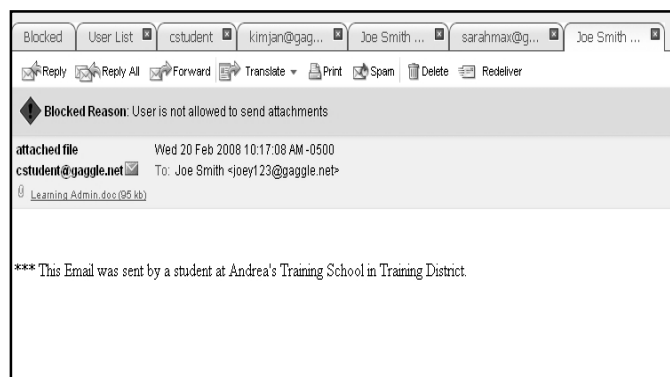 Blocked User List cstudent kimjan@gag... Joe Smith ... sarahmax@g... Joe Smith ...
Reply Reply All Forward Translate Print Spam Delete Redeliver
Blocked Reason: User is not allowed to send attachments
attached file Wed 20 Feb 2008 10:17:08 AM -0500
cstudent@gaggle.net To: Joe Smith <joey123@gaggle.net>
Learning Admin.doc (95 kb)
*** This Email was sent by a student at Andrea's Training School in Training District.